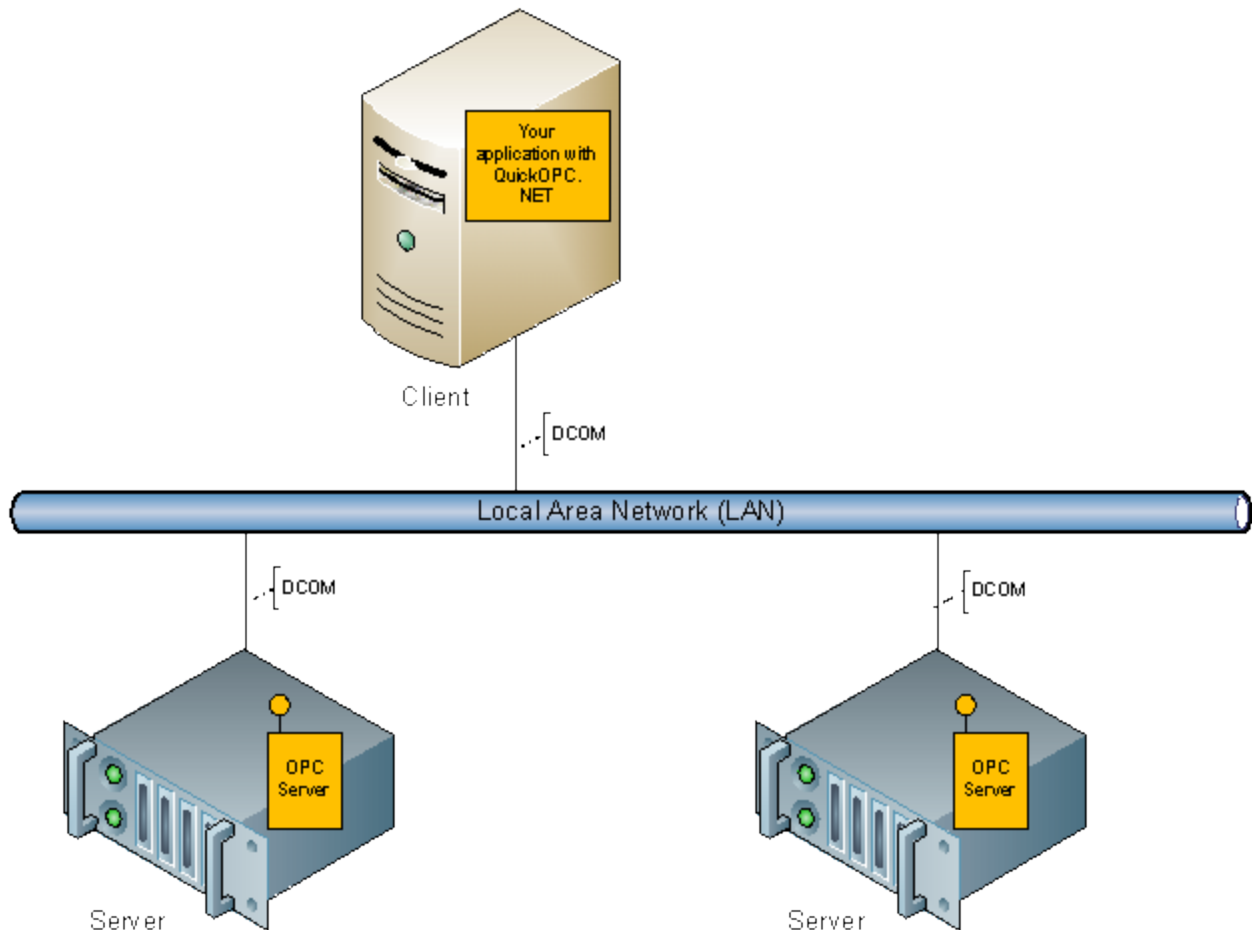 Your
application with
QuickOPC.
NET
Client
DCOM
Local Area Network (LAN)
DCOM
DCOM
OPC
Server
OPC
Server
Server
Server